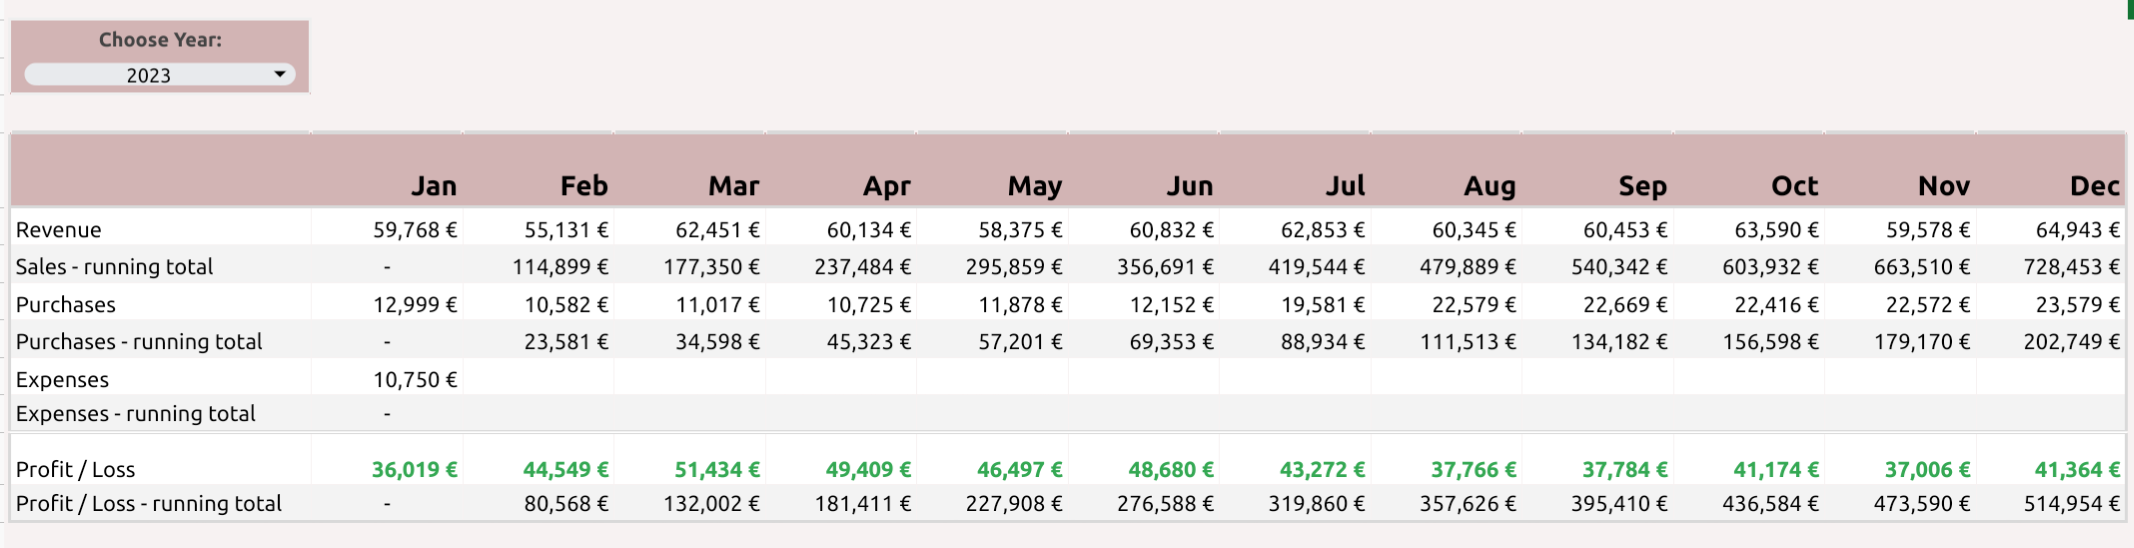 Choose Year:
2023
Jan Feb Mar Apr May Jun Jul Aug Sep Oct Nov Dec
Revenue 59,768 € 55,131 € 62,451 € 60,134 € 58,375 € 60,832 € 62,853 € 60,345 € 60,453 € 63,590 € 59,578 € 64,943 €
Sales - running total - 114,899 € 177,350 € 237,484 € 295,859 € 356,691 € 419,544 € 479,889 € 540,342 € 603,932 € 663,510 € 728,453 €
Purchases 12,999 € 10,582 € 11,017 € 10,725 € 11,878 € 12,152 € 19,581 € 22,579 € 22,669 € 22,416 € 22,572 € 23,579 €
Purchases - running total - 23,581 € 34,598 € 45,323 € 57,201 € 69,353 € 88,934 € 111,513 € 134,182 € 156,598 € 179,170 € 202,749 €
Expenses 10,750 €
Expenses - running total -
Profit / Loss 36,019 € 44,549 € 51,434 € 49,409 € 46,497 € 48,680 € 43,272 € 37,766 € 37,784 € 41,174 € 37,006 € 41,364 €
Profit / Loss - running total - 80,568 € 132,002 € 181,411 € 227,908 € 276,588 € 319,860 € 357,626 € 395,410 € 436,584 € 473,590 € 514,954 €